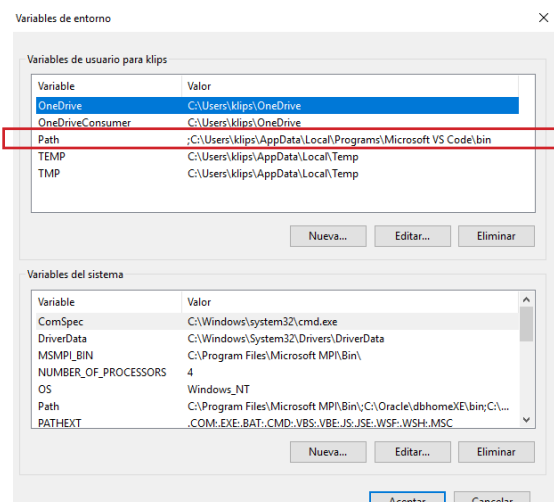 Variables de entorno
Variables de usuario para klips
Variable Valor
OneDrive C:\Users\klips\OneDrive
OneDriveConsumer C:\Users\klips\OneDrive
Path ;C:\Users\klips\AppData\Local\Programs\Microsoft VS Code\bin
TEMP C:\Users\klips\AppData\Local\Temp
TMP C:\Users\klips\AppData\Local\Temp
Nueva... Editar... Eliminar
Variables del sistema
Variable Valor
ComSpec C:\Windows\system32\cmd.exe
DriverData C:\Windows\System32\Drivers\DriverData
MSMPI_BIN C:\Program Files\Microsoft MPI\Bin\
NUMBER_OF_PROCESSORS 4
OS Windows_NT
Path C:\Program Files\Microsoft MPI\Bin\;C:\Oracle\dbhomeXE\bin;C:\...
PATHEXT .COM;.EXE;.BAT;.CMD;.VBS;.VBE;.JS;.JSE;.WSF;.WSH;.MSC
Nueva... Editar... Eliminar
Aceptar Cancelar